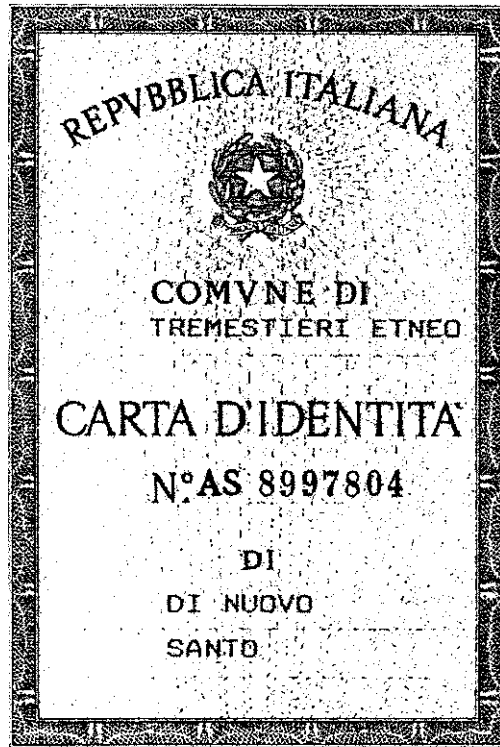 REPVBBLICA ITALIANA
COMVNE DI
TREMESTIERI ETNEO
CARTA D'IDENTITA'
N.º AS 8997804
DI
DI NUOVO
SANTO